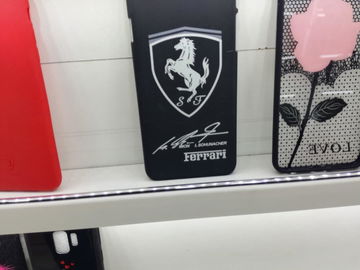 S F
I. SCHUMACHER
Ferrari
LOVE